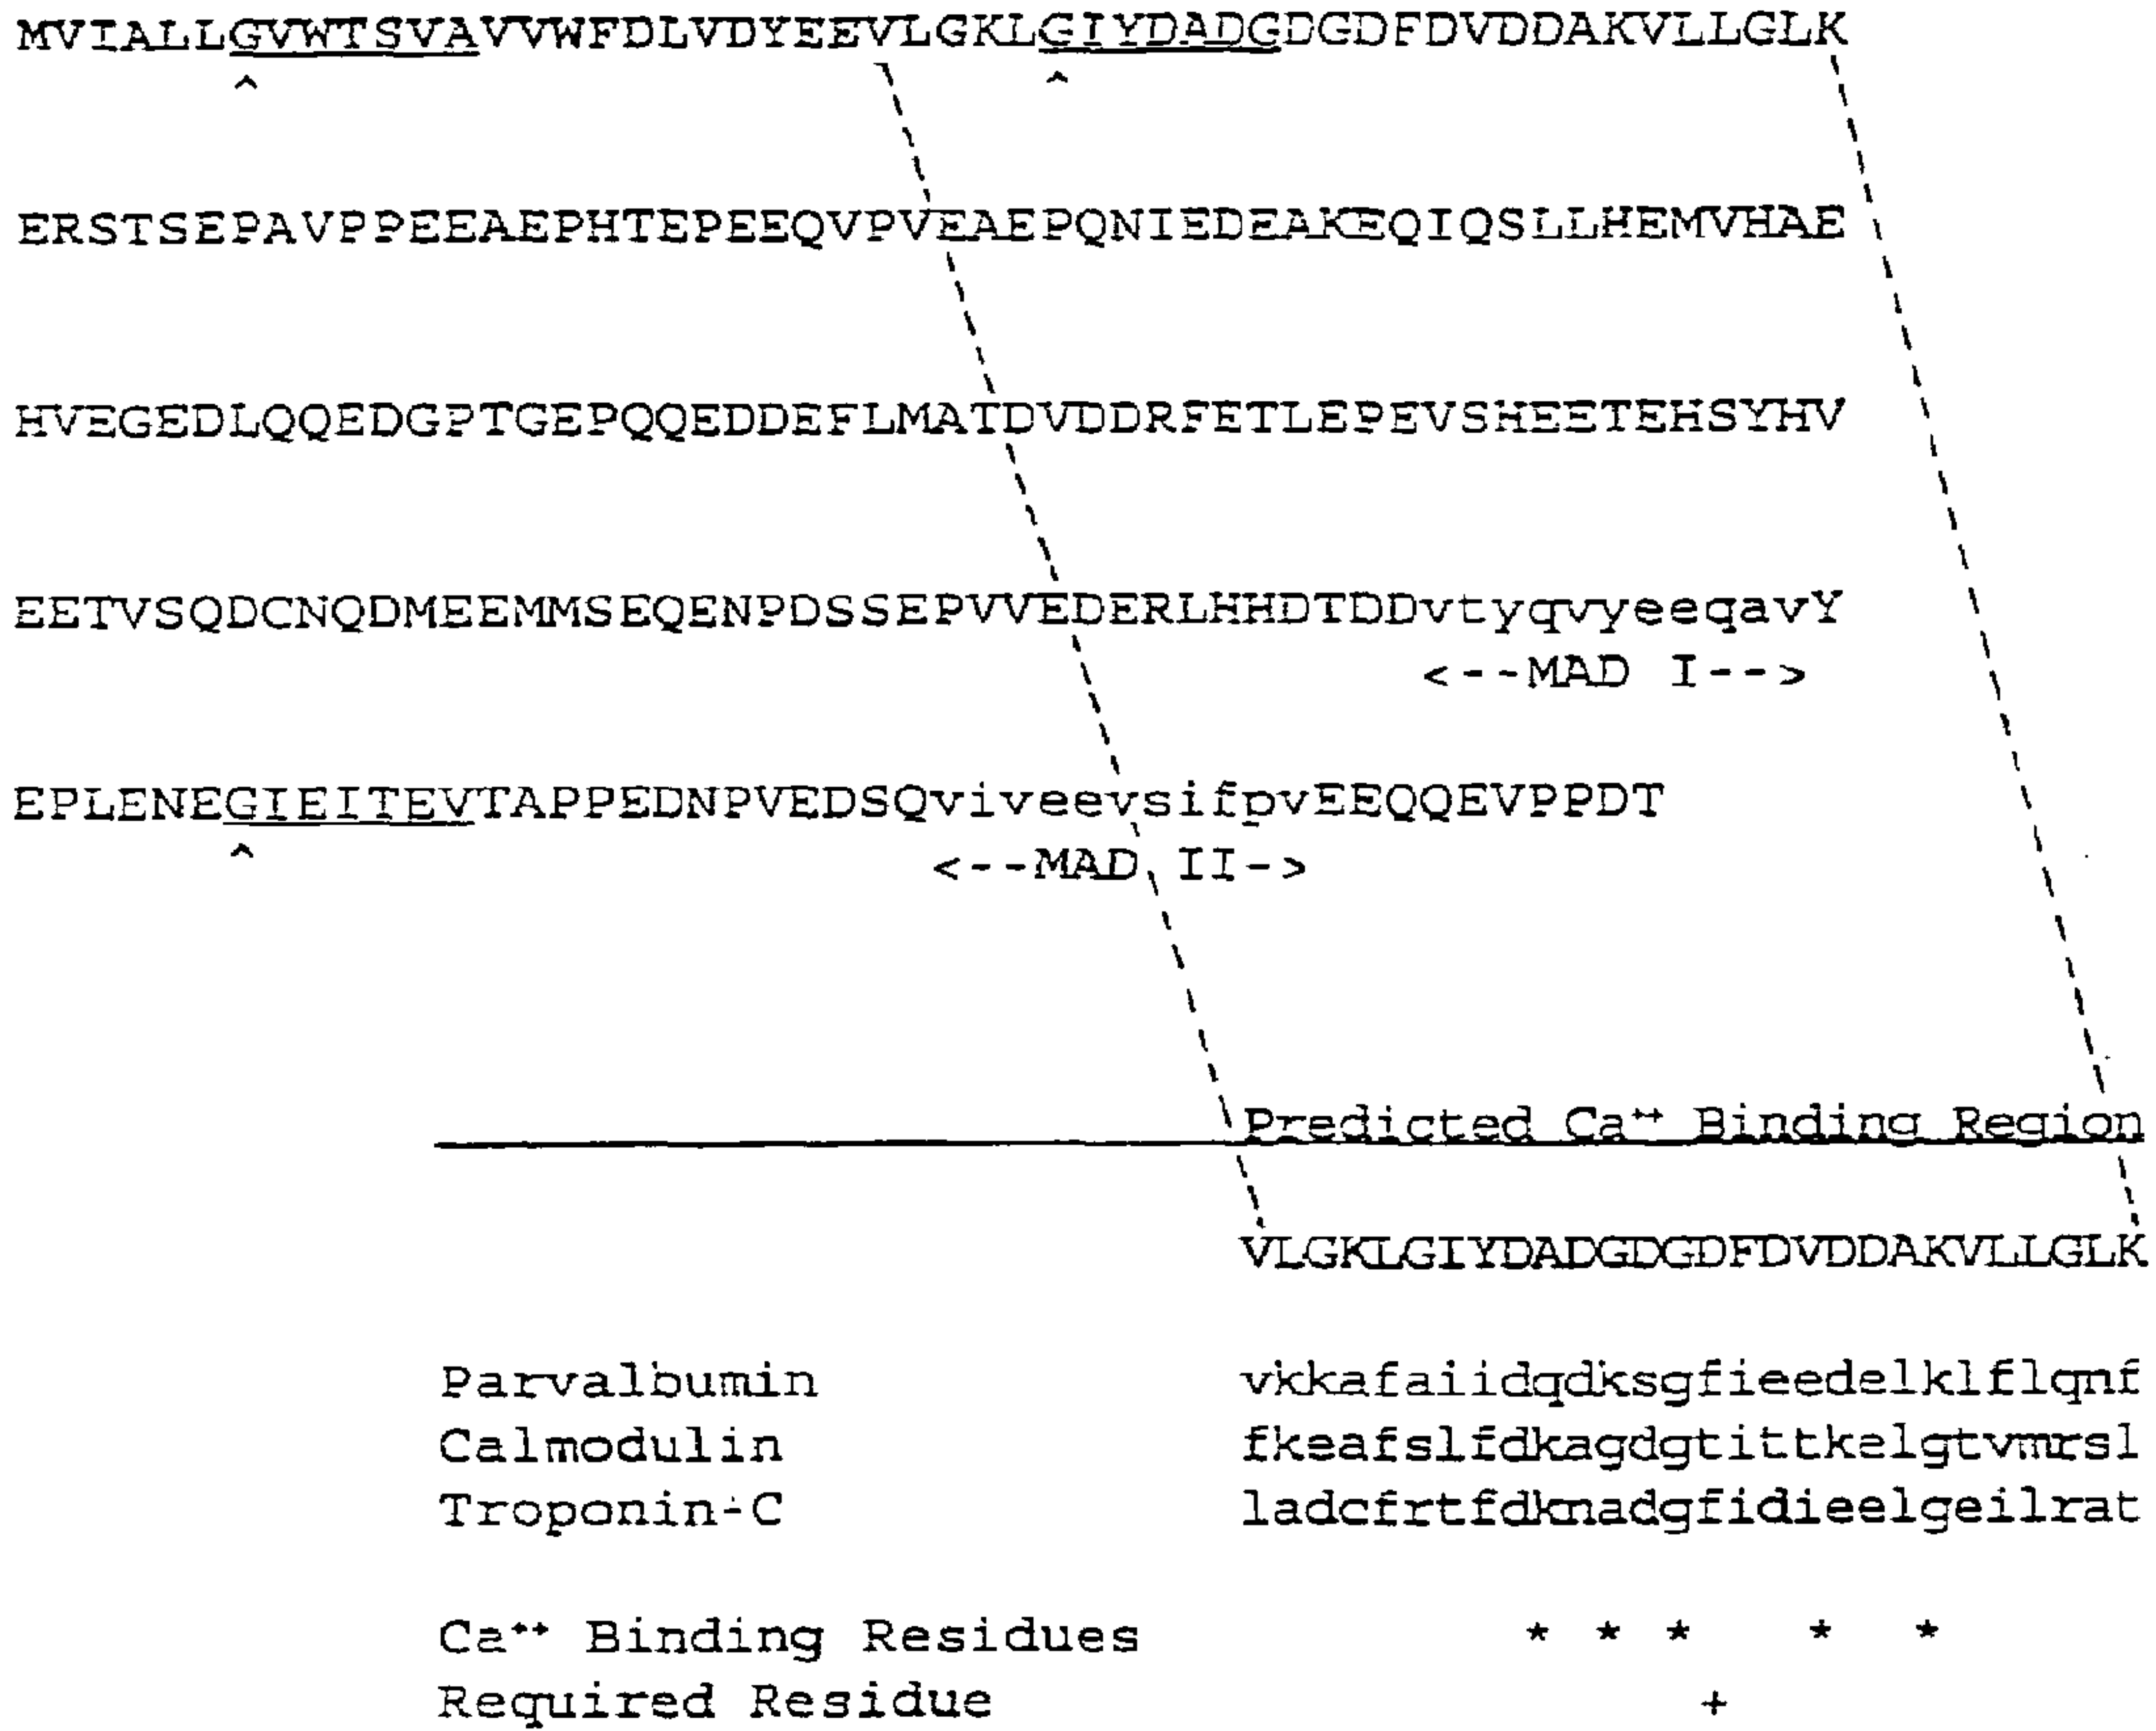 MVIALLGVWTSVAVVWFDLVDYEEVLGKLGIYDADGDGDFDVDDAKVLLGLK
^ ^
ERSTSEPAVPPEEAEPHTEPEEQVPVEAEPQNIEDEAKEQIQSLLHEMVHAE
HVEGEDLQQEDGPTGEPQQEDDEFLMATDVDDRFETLEPEVSHEETEHSYHV
EETVSQDCNQDMEEMMSEQENPDSSEPVVEDERLHHDTDDvtyqvyeeqavY
<--MAD I-->
EPLENEGIEITEVTAPPEDNPVEDSQviveevsifpvEEQQEVPPDT
^
<--MAD II->
Predicted Ca++ Binding Region
VLGKLGIYDADGDGDFDVDDAKVLLGLK
Parvalbumin vkkafaiidqdksgfieedelklflqnf
Calmodulin fkeafslfdkagdgtittkelgtvmrsl
Troponin-C ladcfrtfdknadgfidieelgeilrat
Ca++ Binding Residues * * * * *
Required Residue +